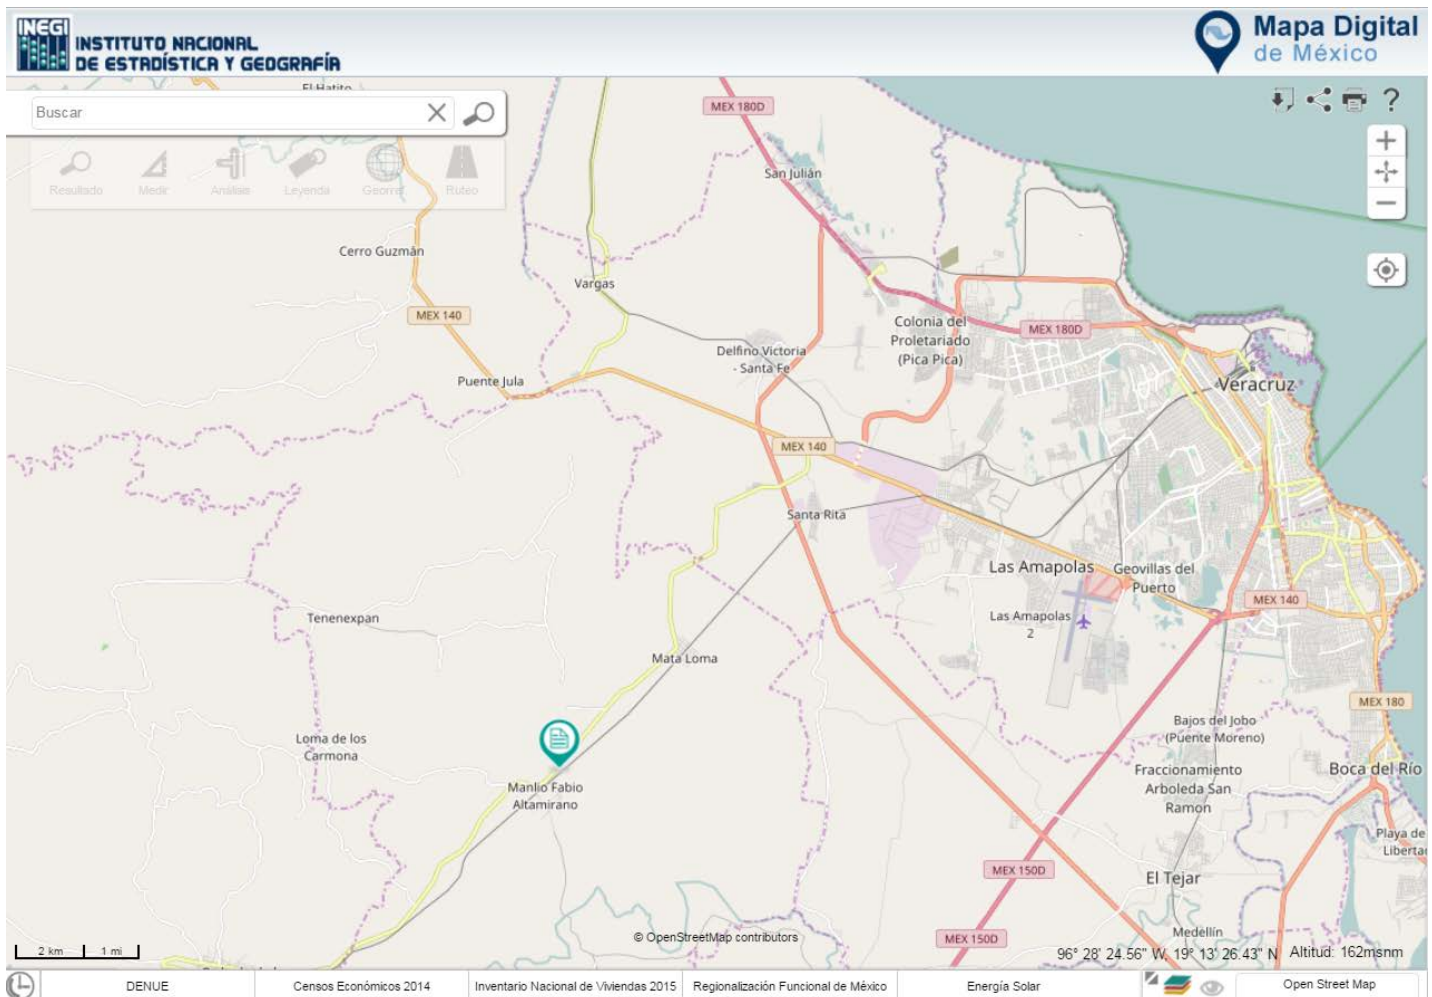 INEGI
INSTITUTO NACIONAL
DE ESTADÍSTICA Y GEOGRAFÍA
Mapa Digital
de México
El Hatito
Buscar
MEX 180D
?
San Julián
Resultado
Medir
Análisis
Leyenda
Georref
Ruteo
Cerro Guzmán
Vargas
MEX 140
Colonia del
Proletariado
(Pica Pica)
MEX 180D
Delfino Victoria
- Santa Fe
Puente Jula
Veracruz
MEX 140
Santa Rita
Las Amapolas
Geovillas del
Puerto
MEX 140
Las Amapolas
2
Tenenexpan
Mata Loma
MEX 180
Bajos del Jobo
(Puente Moreno)
Loma de los
Carmona
Fraccionamiento
Arboleda San
Ramon
Boca del Río
Manlio Fabio
Altamirano
Playa de
Liberta
MEX 150D
El Tejar
Medellín
MEX 150D
© OpenStreetMap contributors
2 km
1 mi
96° 28' 24.56" W, 19° 13' 26.43" N
Altitud: 162msnm
DENUE
Censos Económicos 2014
Inventario Nacional de Viviendas 2015
Regionalización Funcional de México
Energía Solar
Open Street Map